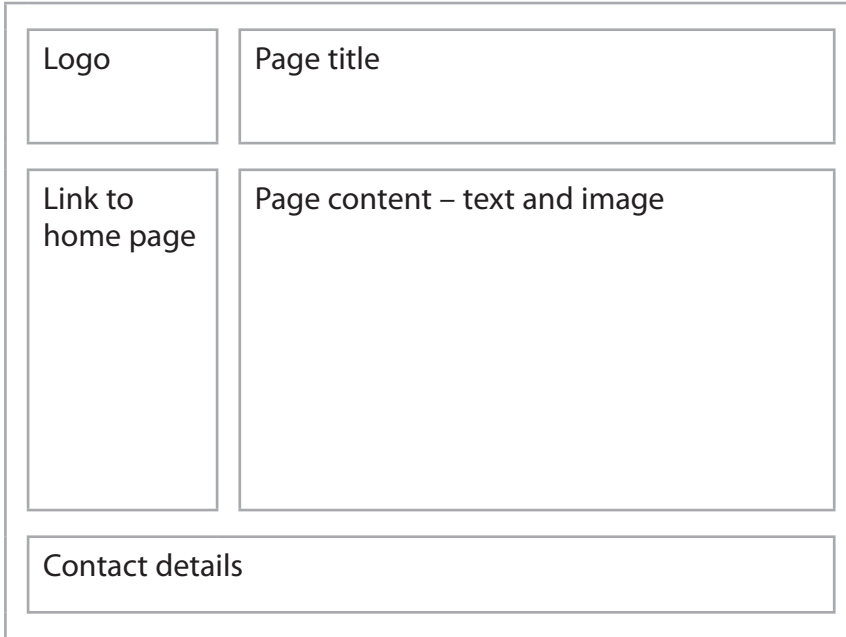 Logo
Page title
Link to
home page
Page content – text and image
Contact details